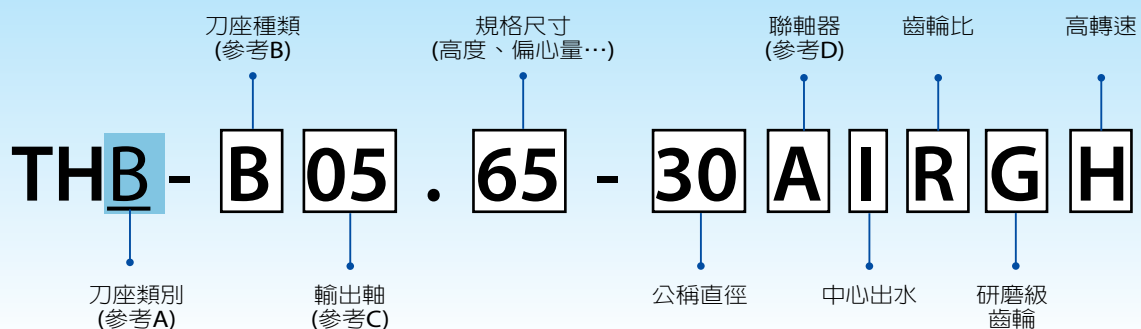 刀座種類
(參考B)
規格尺寸
(高度、偏心量⋯)
聯軸器
(參考D)
齒輪比
高轉速
THB - B 05 . 65 - 30 A I R G H
刀座類別
(參考A)
輸出軸
(參考C)
公稱直徑
中心出水
研磨級
齒輪